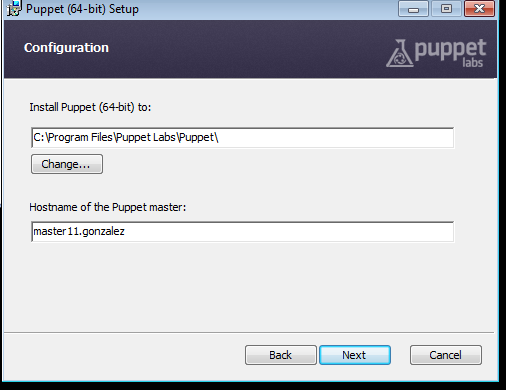 Puppet (64-bit) Setup
Configuration
puppet
labs
Install Puppet (64-bit) to:
C:\Program Files\Puppet Labs\Puppet\
Change...
Hostname of the Puppet master:
master11.gonzalez
Back Next Cancel